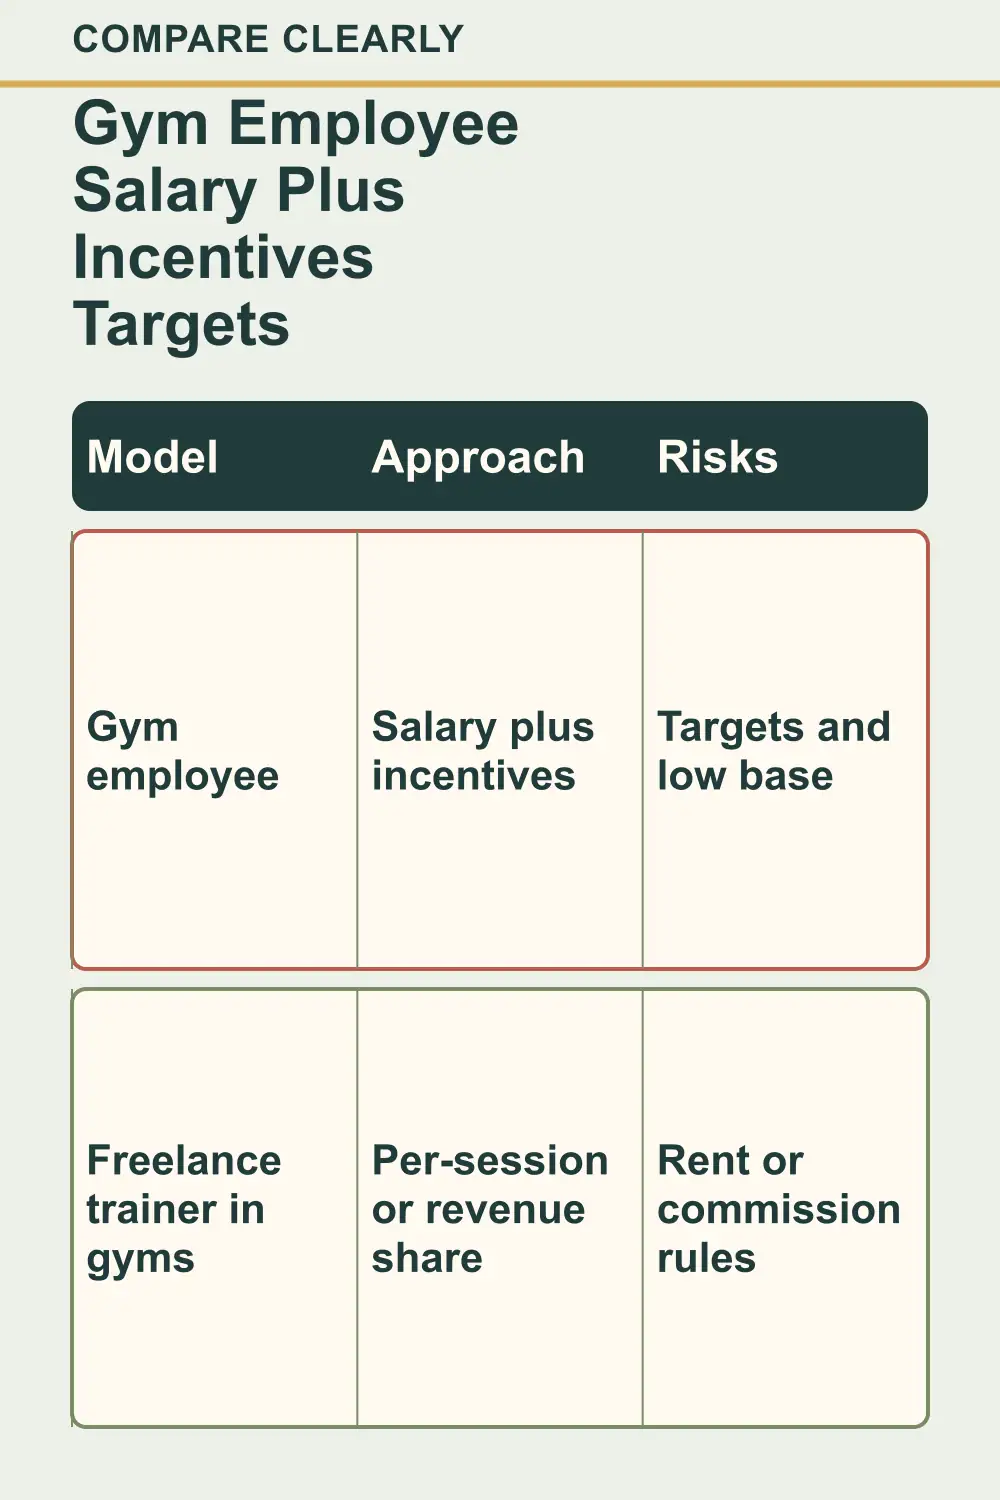 COMPARE CLEARLY
Gym Employee
Salary Plus
Incentives
Targets
Model Approach Risks
Gym
employee
Salary plus
incentives
Targets and
low base
Freelance
trainer in
gyms
Per-session
or revenue
share
Rent or
commission
rules